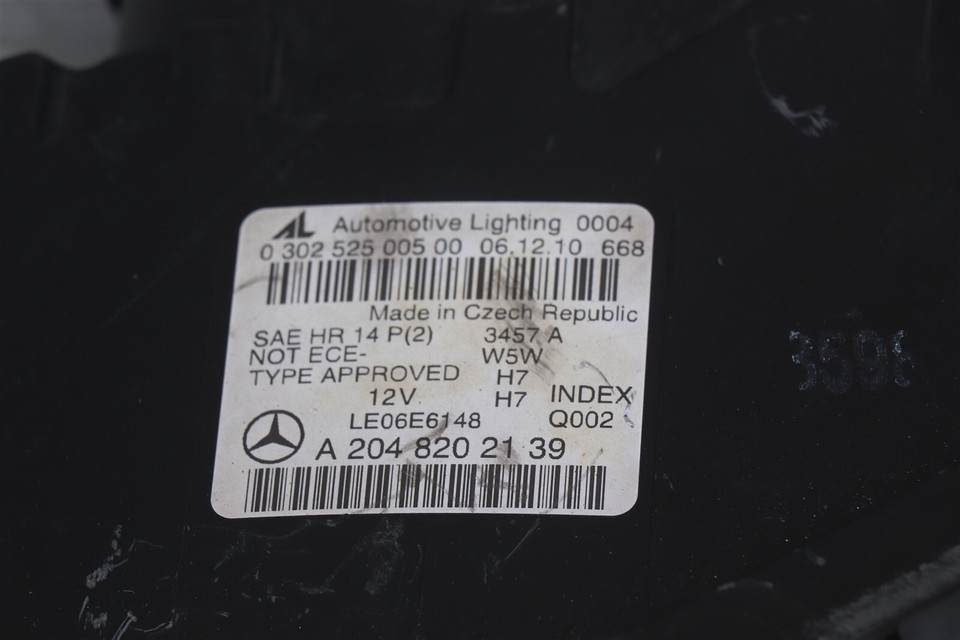 AL Automotive Lighting 0004
0 302 525 005 00 06.12.10 668
Made in Czech Republic
SAE HR 14 P(2) 3457 A
NOT ECE- W5W
TYPE APPROVED H7
12V H7 INDEX
LE06E6148 Q002
A 204 820 21 39